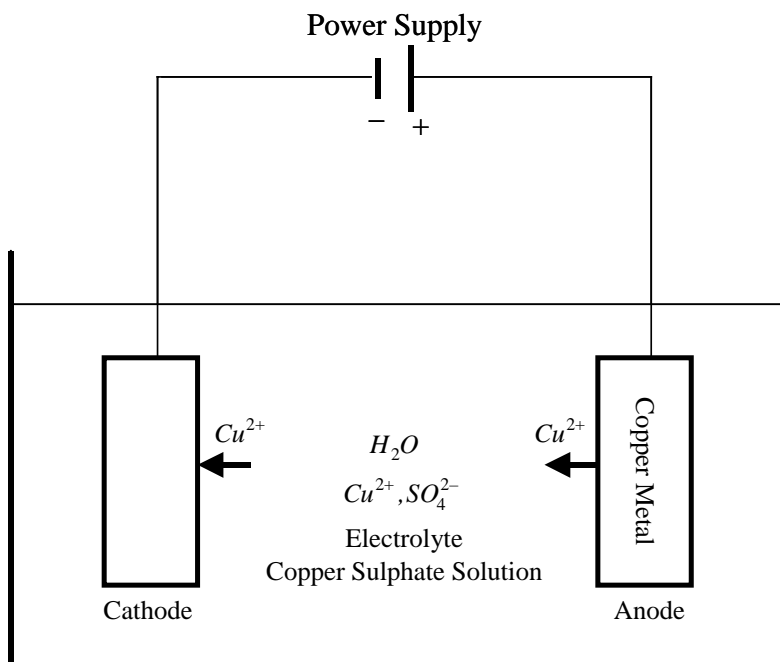 Power Supply
− +
Cu²⁺
Cu²⁺
H₂O
Cu²⁺, SO₄²⁻
Electrolyte
Copper Sulphate Solution
Copper Metal
Cathode
Anode